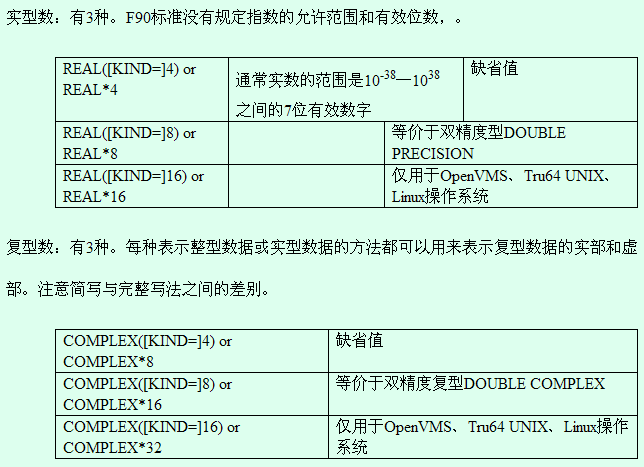 实型数：有3种。F90标准没有规定指数的允许范围和有效位数，。
REAL([KIND=]4) or
REAL*4
通常实数的范围是10-38—1038
之间的7位有效数字
缺省值
REAL([KIND=]8) or
REAL*8
等价于双精度型DOUBLE
PRECISION
REAL([KIND=]16) or
REAL*16
仅用于OpenVMS、Tru64 UNIX、
Linux操作系统
复型数：有3种。每种表示整型数据或实型数据的方法都可以用来表示复型数据的实部和虚
部。注意简写与完整写法之间的差别。
COMPLEX([KIND=]4) or
COMPLEX*8
缺省值
COMPLEX([KIND=]8) or
COMPLEX*16
等价于双精度复型DOUBLE COMPLEX
COMPLEX([KIND=]16) or
COMPLEX*32
仅用于OpenVMS、Tru64 UNIX、Linux操作
系统